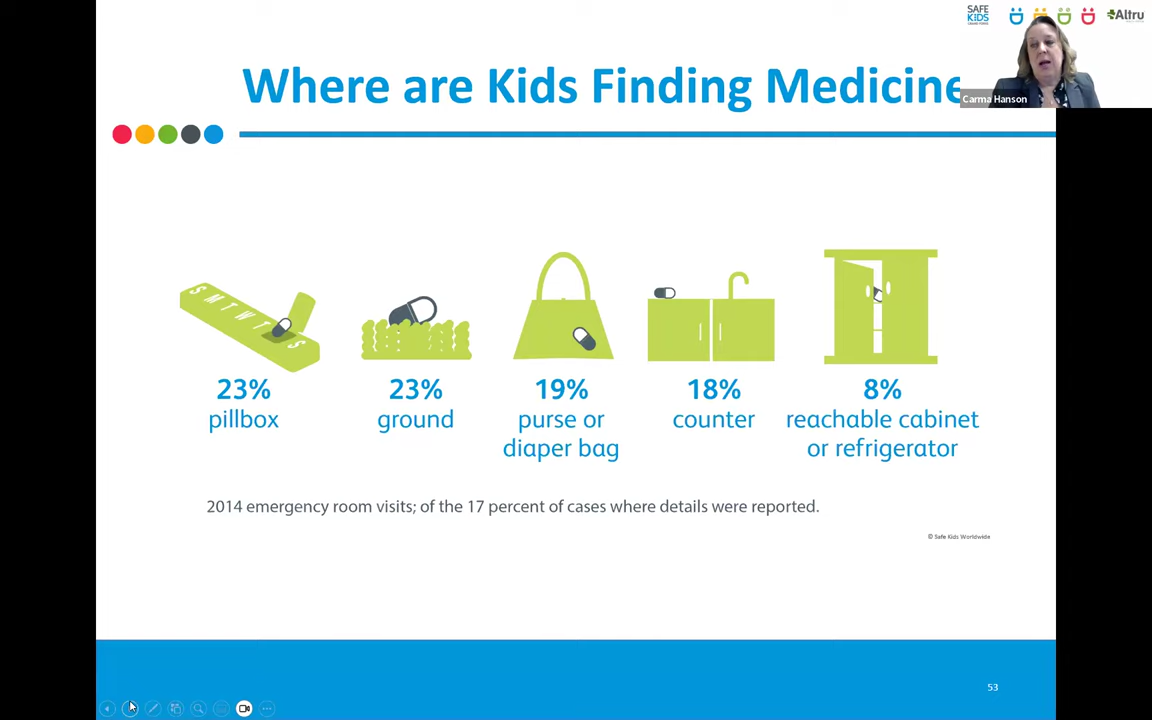 SAFE
KIDS
Altru
Carma Hanson
Where are Kids Finding Medicine
S M T W T S
23%
pillbox
23%
ground
19%
purse or
diaper bag
18%
counter
8%
reachable cabinet
or refrigerator
2014 emergency room visits; of the 17 percent of cases where details were reported.
© Safe Kids Worldwide
53